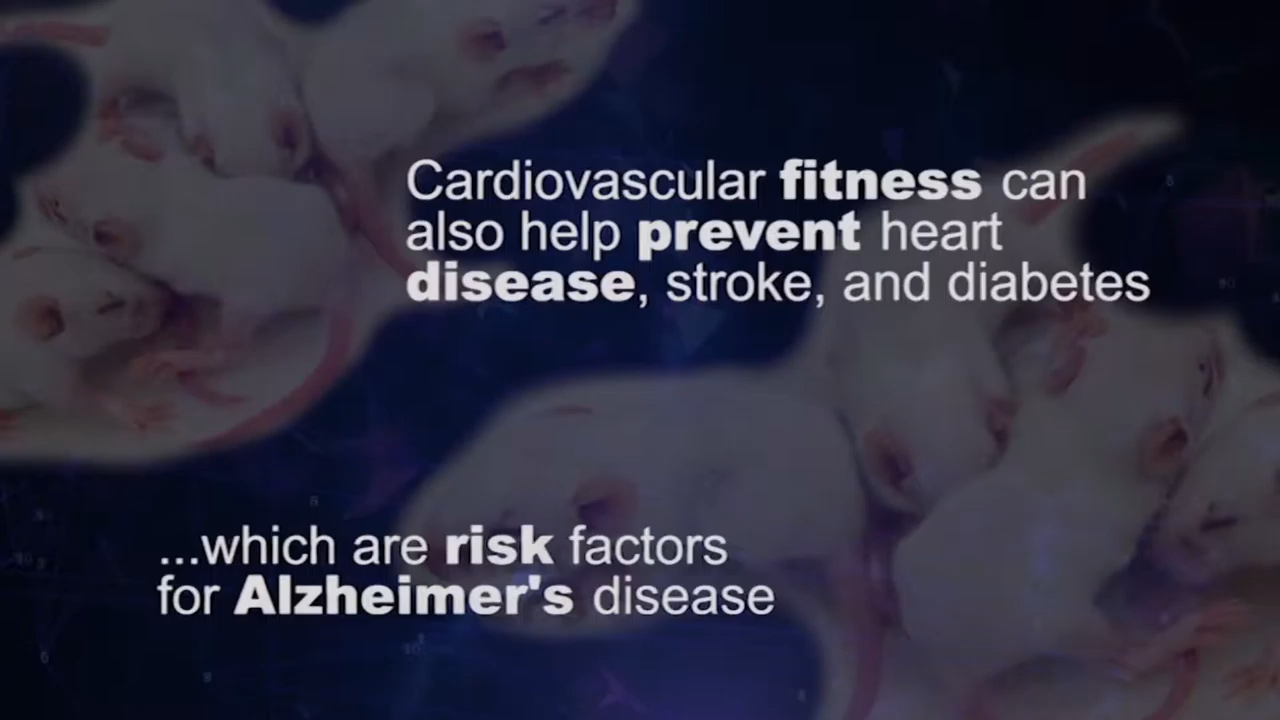 Cardiovascular fitness can
also help prevent heart
disease, stroke, and diabetes
...which are risk factors
for Alzheimer's disease